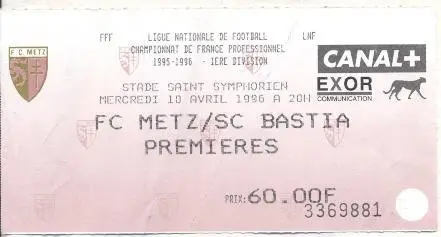 FFF LIGUE NATIONALE DE FOOTBALL LNF
CHAMPIONNAT DE FRANCE PROFESSIONNEL
1995-1996 - 1ERE DIVISION
F C METZ
CANAL+
EXOR
COMMUNICATION
STADE SAINT SYMPHORIEN
MERCREDI 10 AVRIL 1996 A 20H
FC METZ/SC BASTIA
PREMIERES
PRIX: 60.00F
3369881